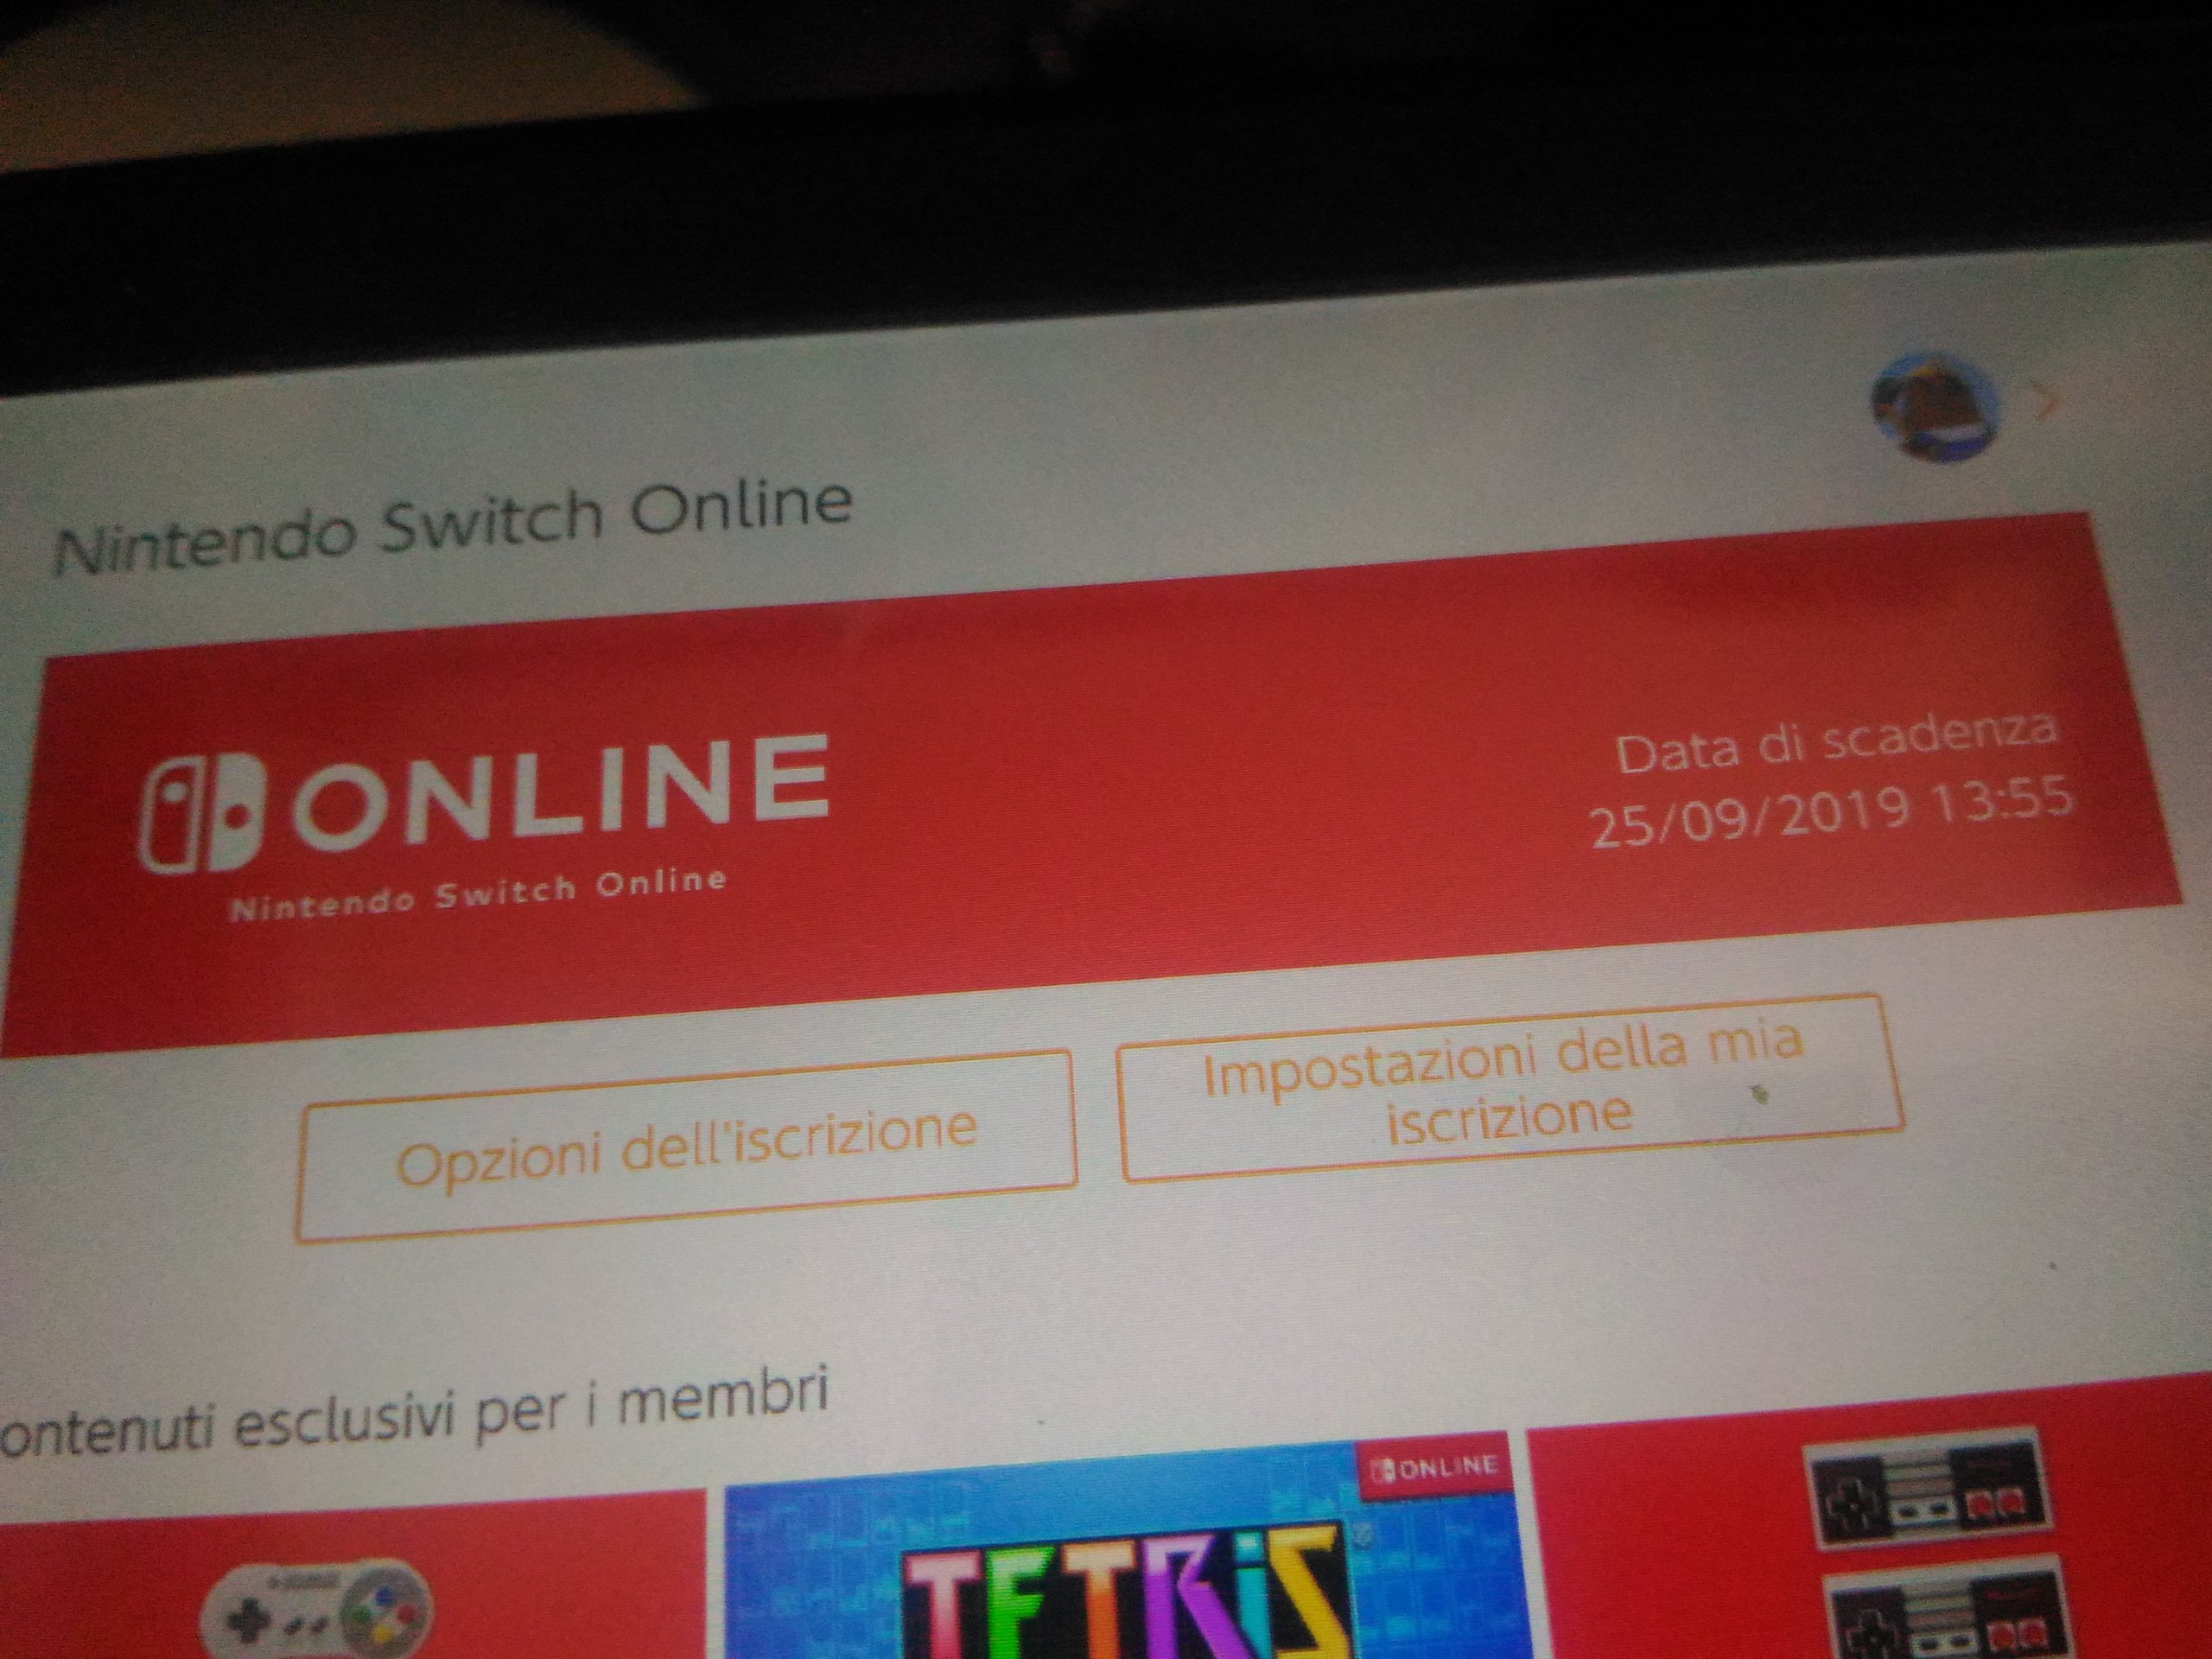 Nintendo Switch Online
ONLINE
Nintendo Switch Online
Data di scadenza
25/09/2019 13:55
Opzioni dell'iscrizione
Impostazioni della mia
iscrizione
ontenuti esclusivi per i membri
ONLINE
TETRIS